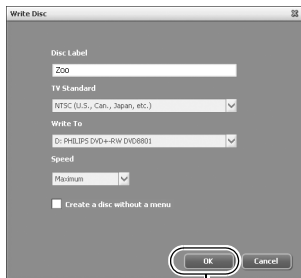 Write Disc
Disc Label
Zoo
TV Standard
NTSC (U.S., Can., Japan, etc.)
Write To
D: PHILIPS DVD+-RW DVD8801
Speed
Maximum
Create a disc without a menu
OK Cancel